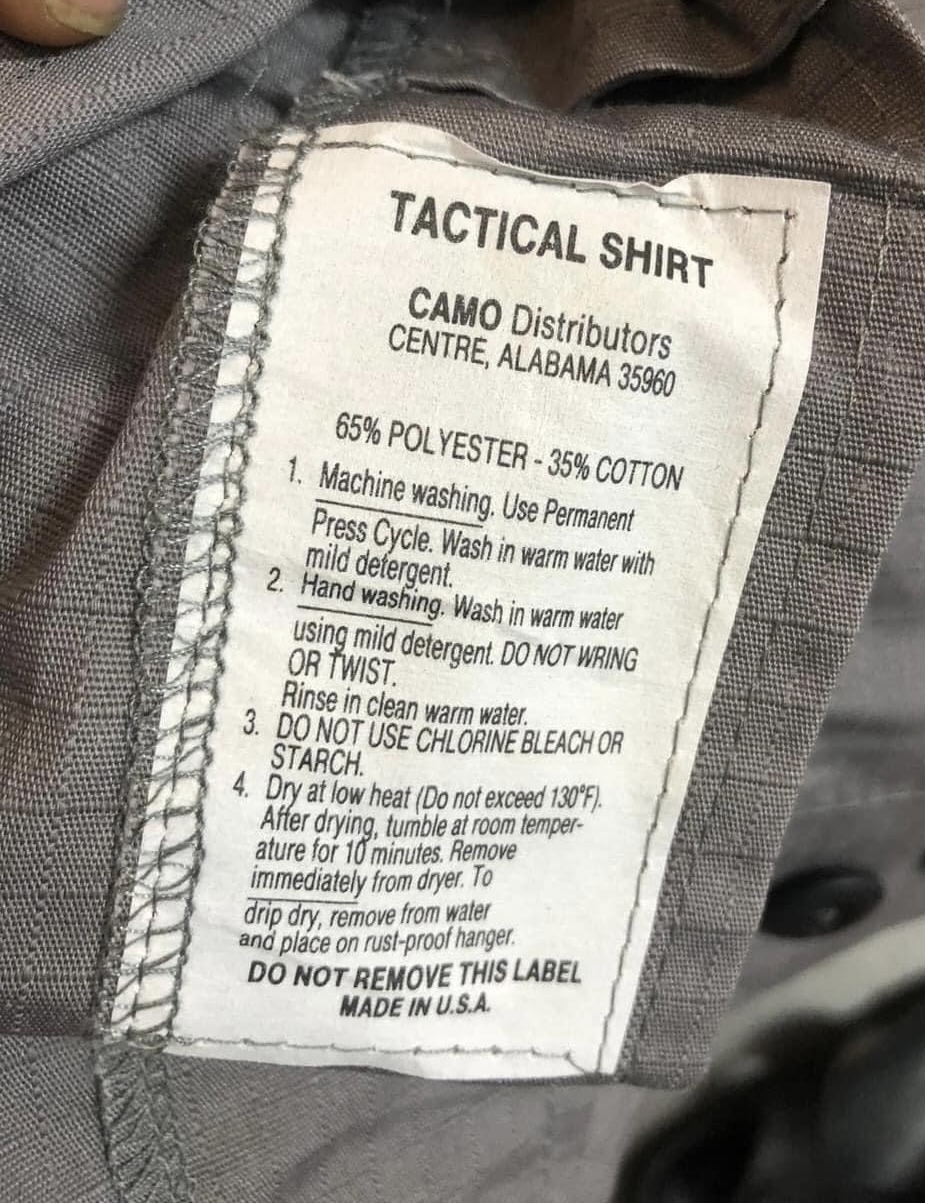 TACTICAL SHIRT
CAMO Distributors
CENTRE, ALABAMA 35960
65% POLYESTER - 35% COTTON
1. Machine washing. Use Permanent
Press Cycle. Wash in warm water with
mild detergent.
2. Hand washing. Wash in warm water
using mild detergent. DO NOT WRING
OR TWIST.
Rinse in clean warm water.
3. DO NOT USE CHLORINE BLEACH OR
STARCH.
4. Dry at low heat (Do not exceed 130°F).
After drying, tumble at room temper-
ature for 10 minutes. Remove
immediately from dryer. To
drip dry, remove from water
and place on rust-proof hanger.
DO NOT REMOVE THIS LABEL
MADE IN U.S.A.